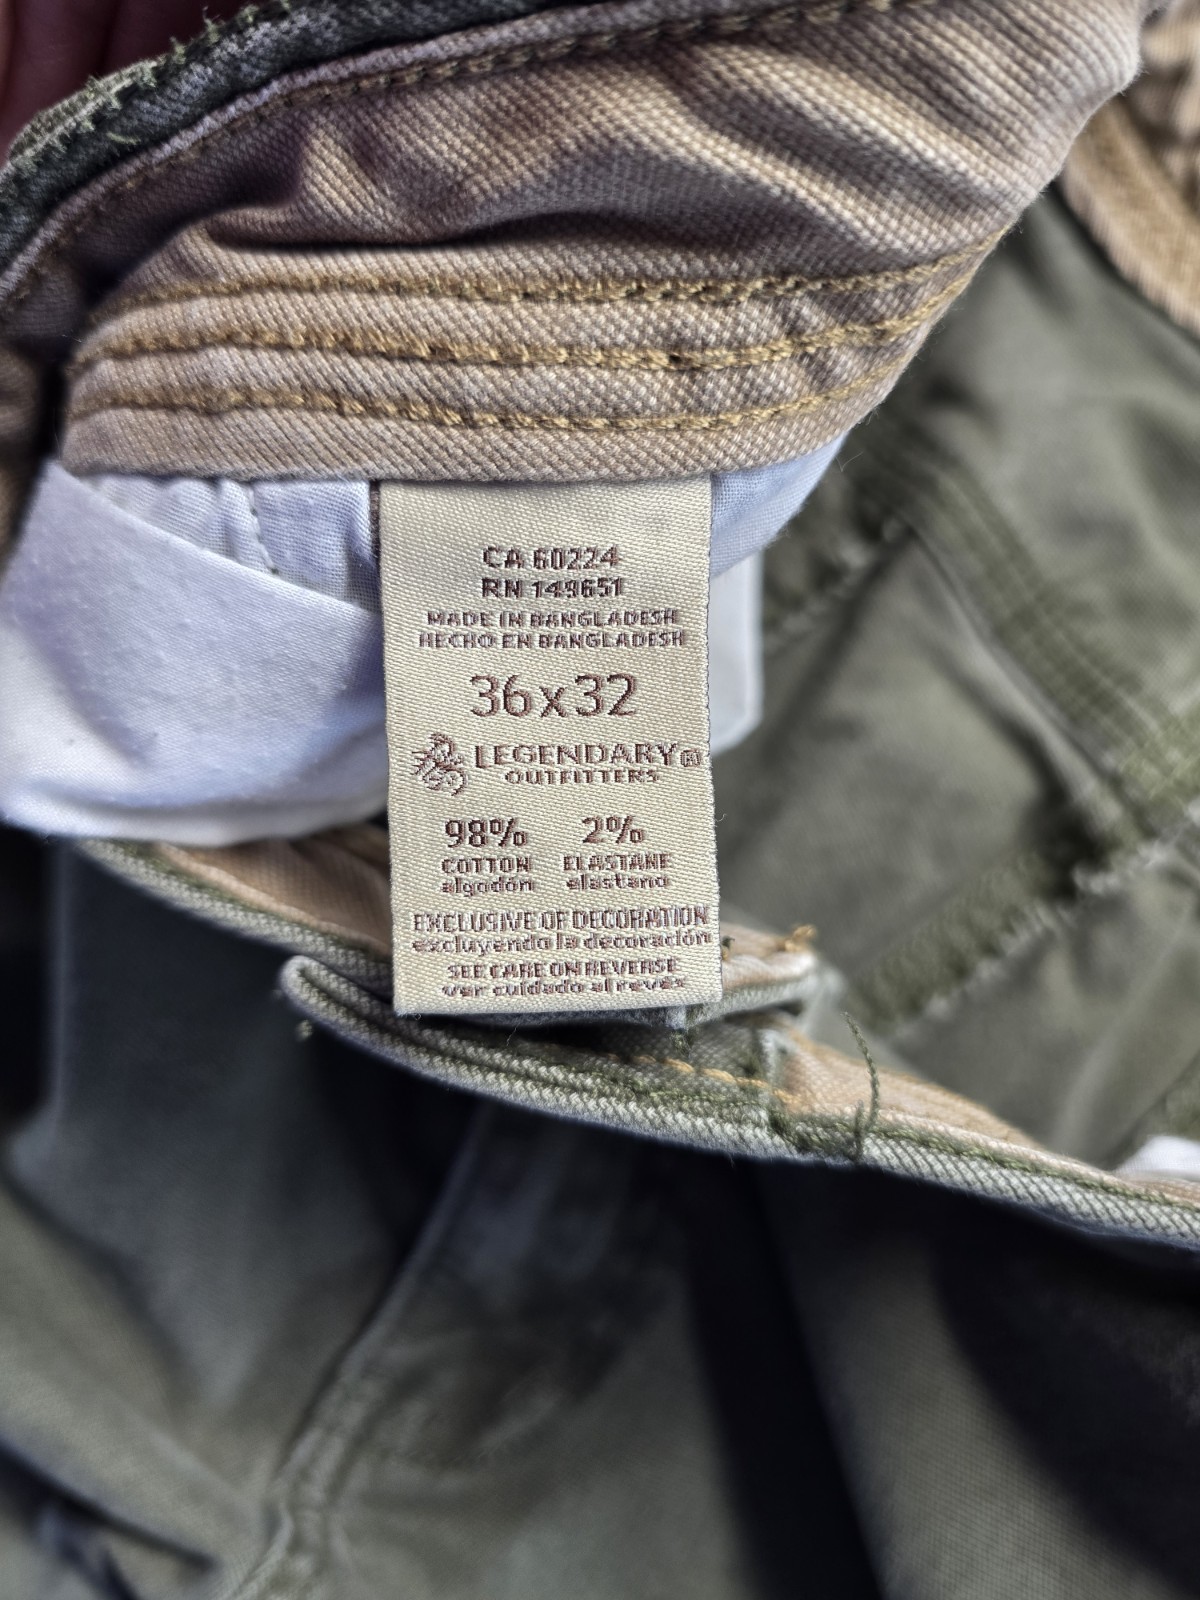 CA 60224
RN 149651
MADE IN BANGLADESH
HECHO EN BANGLADESH
36x32
LEGENDARY®
OUTFITTERS
98% 2%
COTTON ELASTANE
algodón elastano
EXCLUSIVE OF DECORATION
excluyendo la decoración
SEE CARE ON REVERSE
ver cuidado al revés